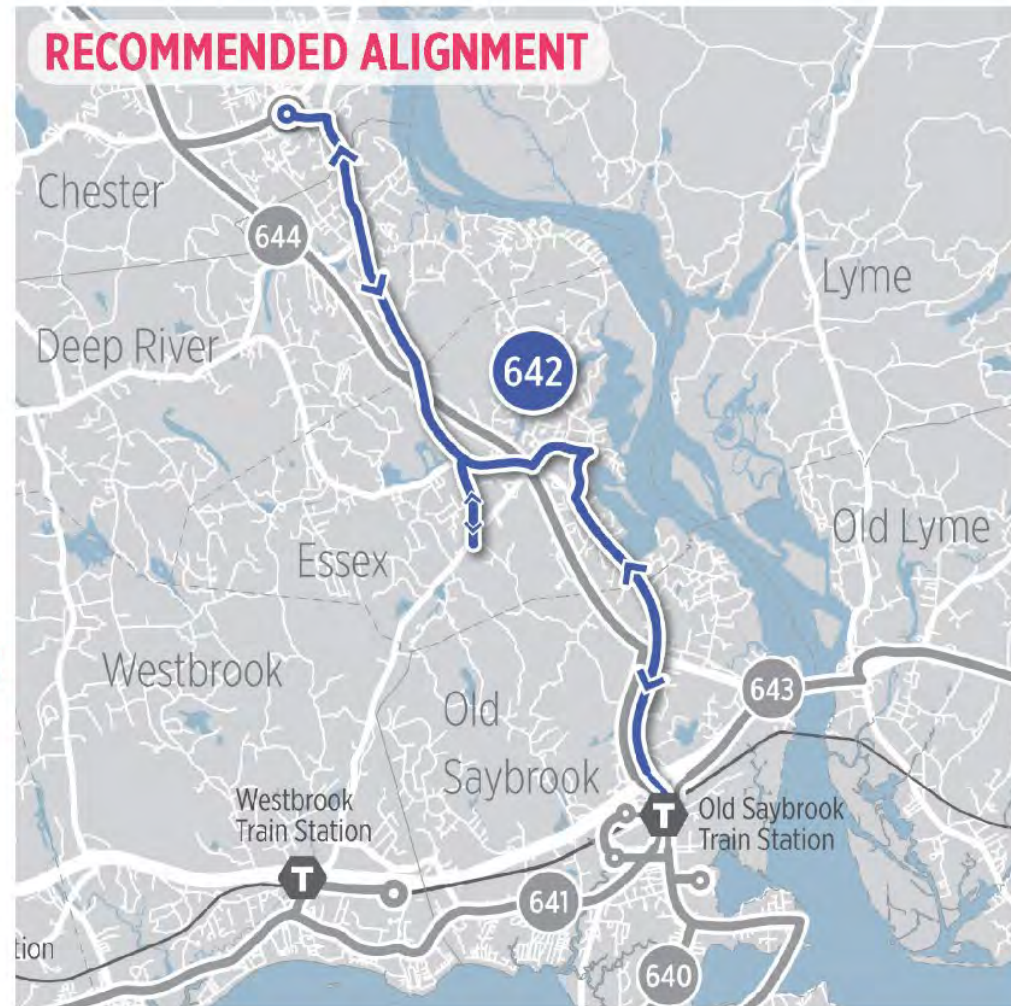 RECOMMENDED ALIGNMENT
Chester
644
Lyme
Deep River
642
Old Lyme
Essex
Westbrook
643
Old
Saybrook
Westbrook
Train Station
T
Old Saybrook
Train Station
T
641
tion
640